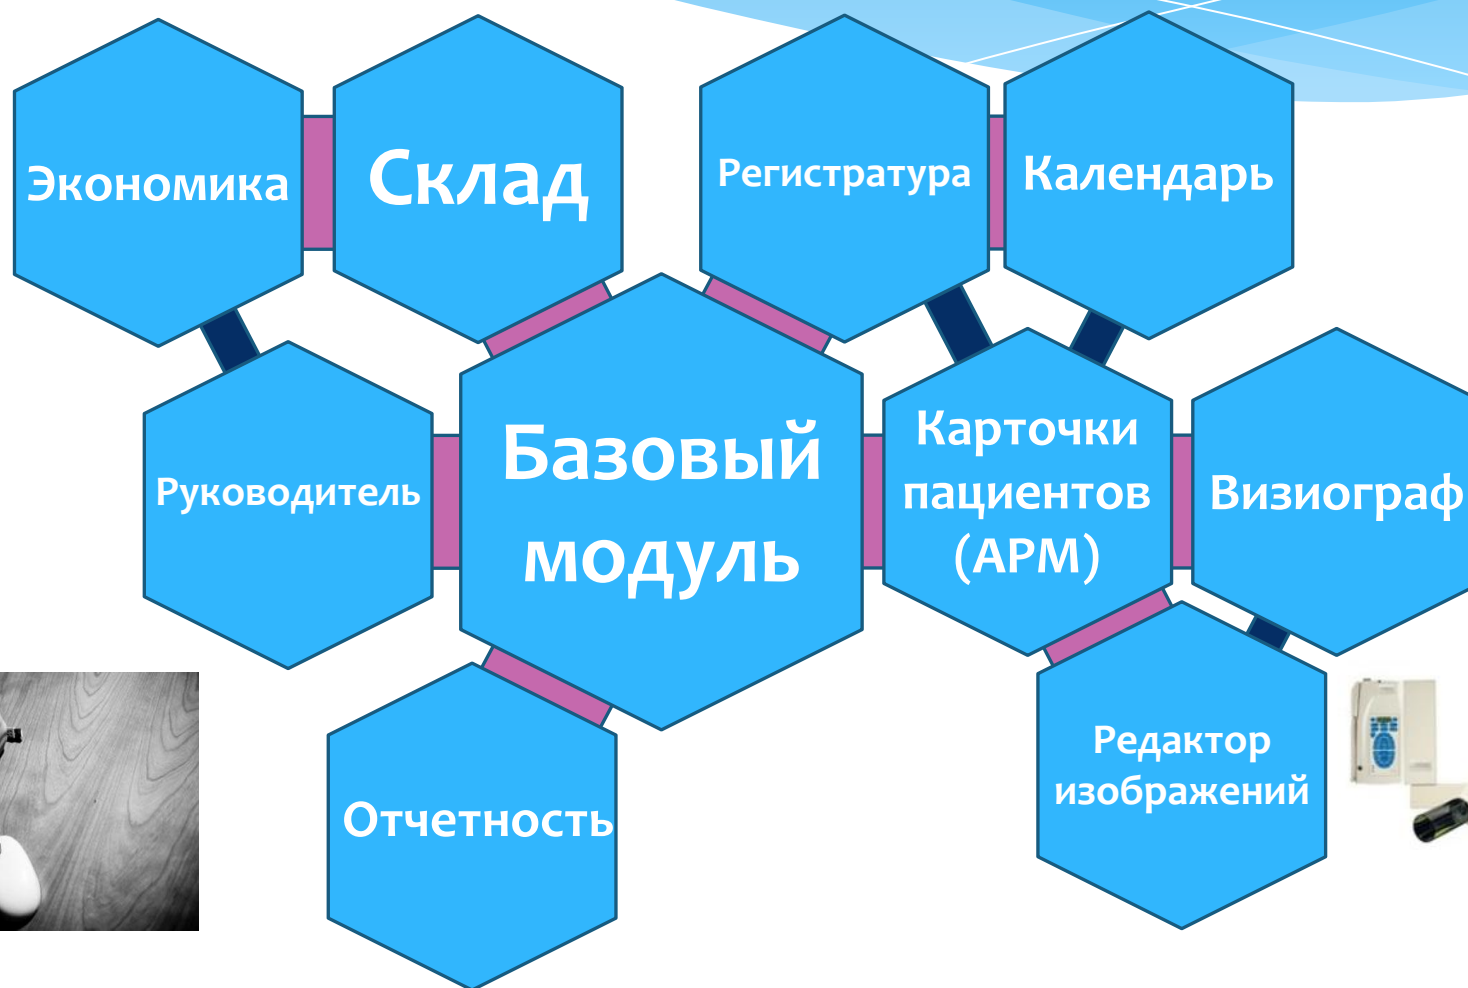 Экономика
Склад
Регистратура
Календарь
Руководитель
Базовый
модуль
Карточки
пациентов
(АРМ)
Визиограф
Отчетность
Редактор
изображений